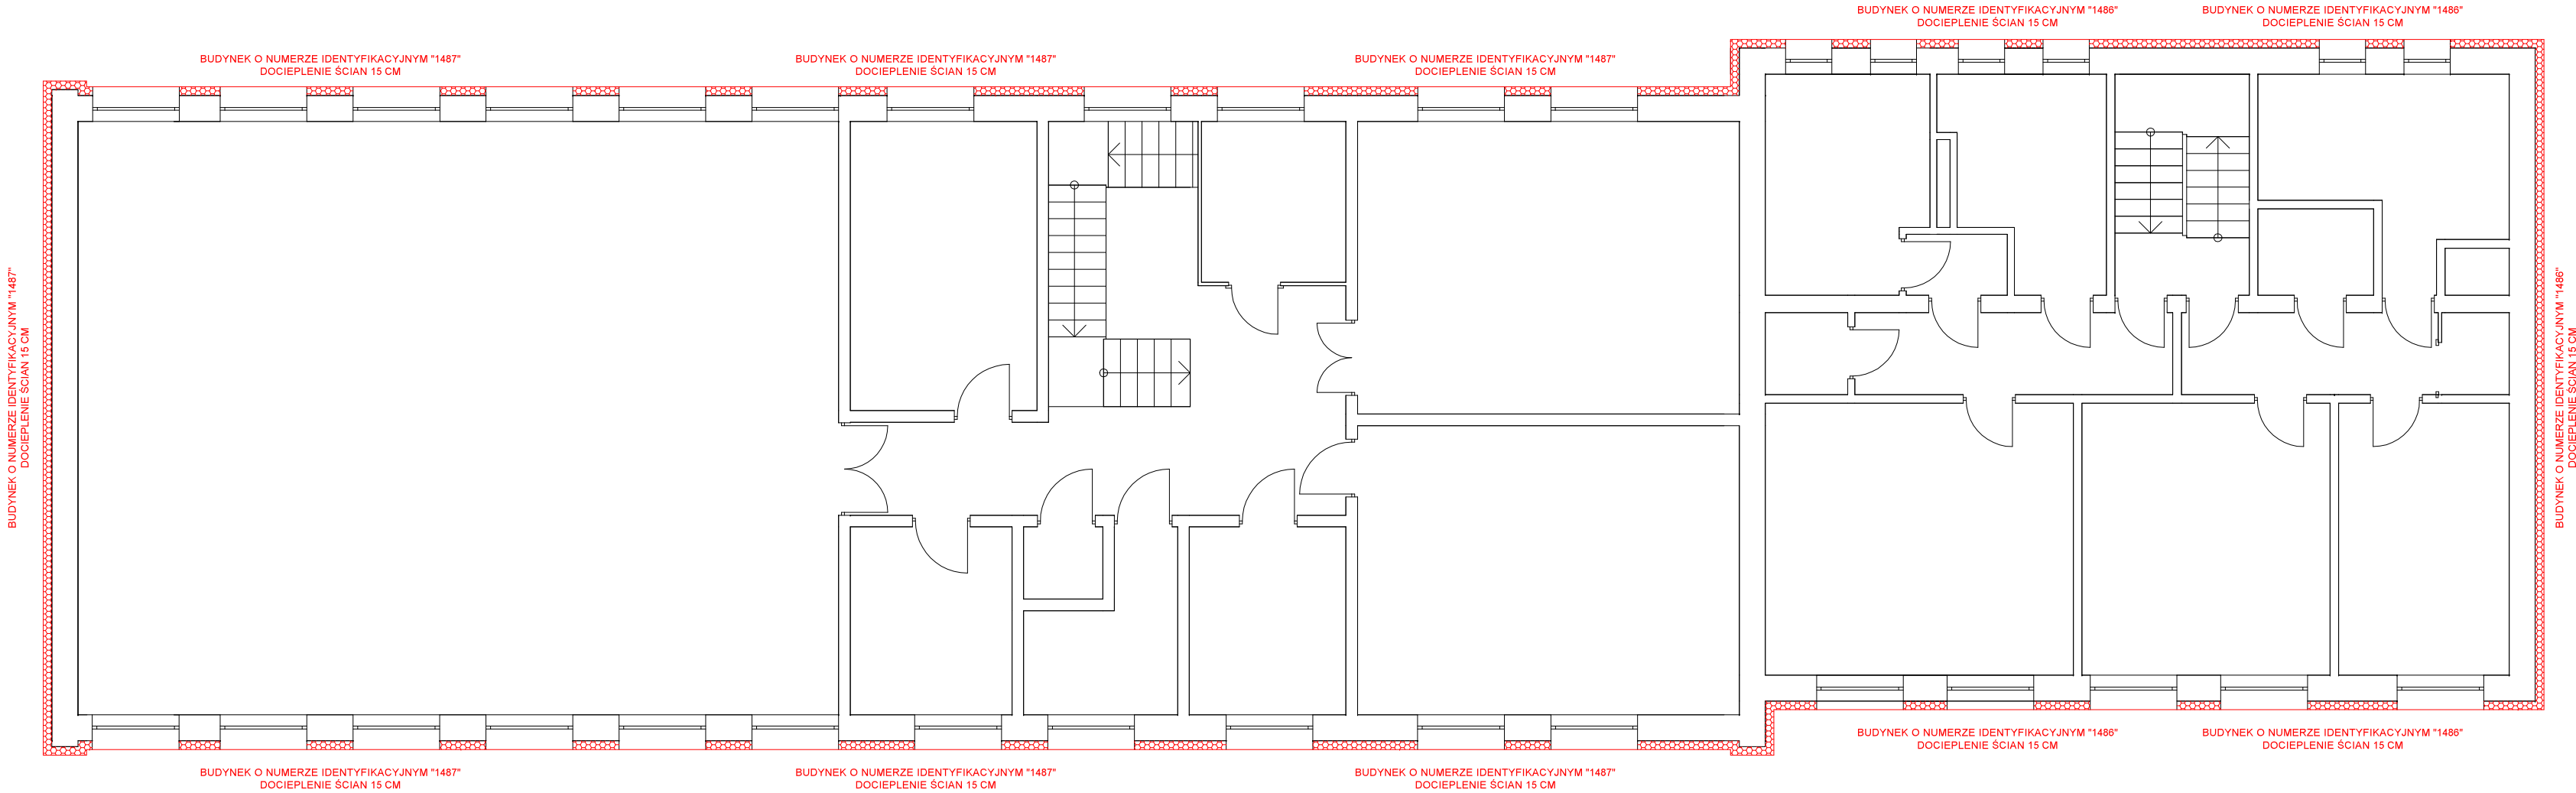 BUDYNEK O NUMERZE IDENTYFIKACYJNYM "1486"
DOCIEPLENIE ŚCIAN 15 CM
BUDYNEK O NUMERZE IDENTYFIKACYJNYM "1486"
DOCIEPLENIE ŚCIAN 15 CM
BUDYNEK O NUMERZE IDENTYFIKACYJNYM "1487"
DOCIEPLENIE ŚCIAN 15 CM
BUDYNEK O NUMERZE IDENTYFIKACYJNYM "1487"
DOCIEPLENIE ŚCIAN 15 CM
BUDYNEK O NUMERZE IDENTYFIKACYJNYM "1487"
DOCIEPLENIE ŚCIAN 15 CM
BUDYNEK O NUMERZE IDENTYFIKACYJNYM "1487"
DOCIEPLENIE ŚCIAN 15 CM
BUDYNEK O NUMERZE IDENTYFIKACYJNYM "1486"
DOCIEPLENIE ŚCIAN 15 CM
BUDYNEK O NUMERZE IDENTYFIKACYJNYM "1486"
DOCIEPLENIE ŚCIAN 15 CM
BUDYNEK O NUMERZE IDENTYFIKACYJNYM "1486"
DOCIEPLENIE ŚCIAN 15 CM
BUDYNEK O NUMERZE IDENTYFIKACYJNYM "1487"
DOCIEPLENIE ŚCIAN 15 CM
BUDYNEK O NUMERZE IDENTYFIKACYJNYM "1487"
DOCIEPLENIE ŚCIAN 15 CM
BUDYNEK O NUMERZE IDENTYFIKACYJNYM "1487"
DOCIEPLENIE ŚCIAN 15 CM